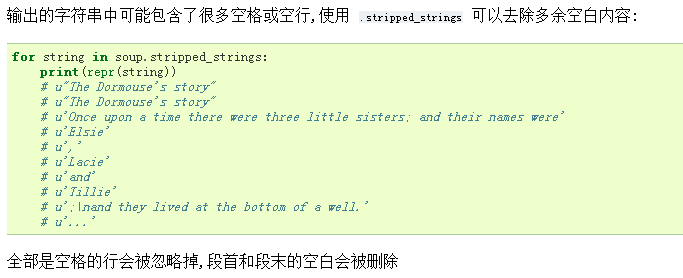 输出的字符串中可能包含了很多空格或空行,使用 .stripped_strings 可以去除多余空白内容:
for string in soup.stripped_strings:
    print(repr(string))
    # u"The Dormouse's story"
    # u"The Dormouse's story"
    # u'Once upon a time there were three little sisters; and their names were'
    # u'Elsie'
    # u','
    # u'Lacie'
    # u'and'
    # u'Tillie'
    # u';\nand they lived at the bottom of a well.'
    # u'...'
全部是空格的行会被忽略掉,段首和段末的空白会被删除